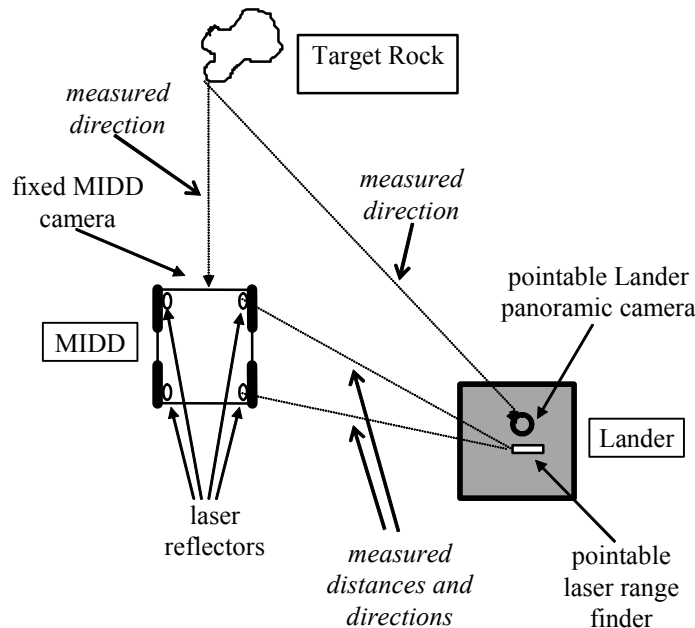 Target Rock
measured
direction
fixed MIDD
camera
measured
direction
pointable Lander
panoramic camera
MIDD
Lander
laser
reflectors
measured
distances and
directions
pointable
laser range
finder